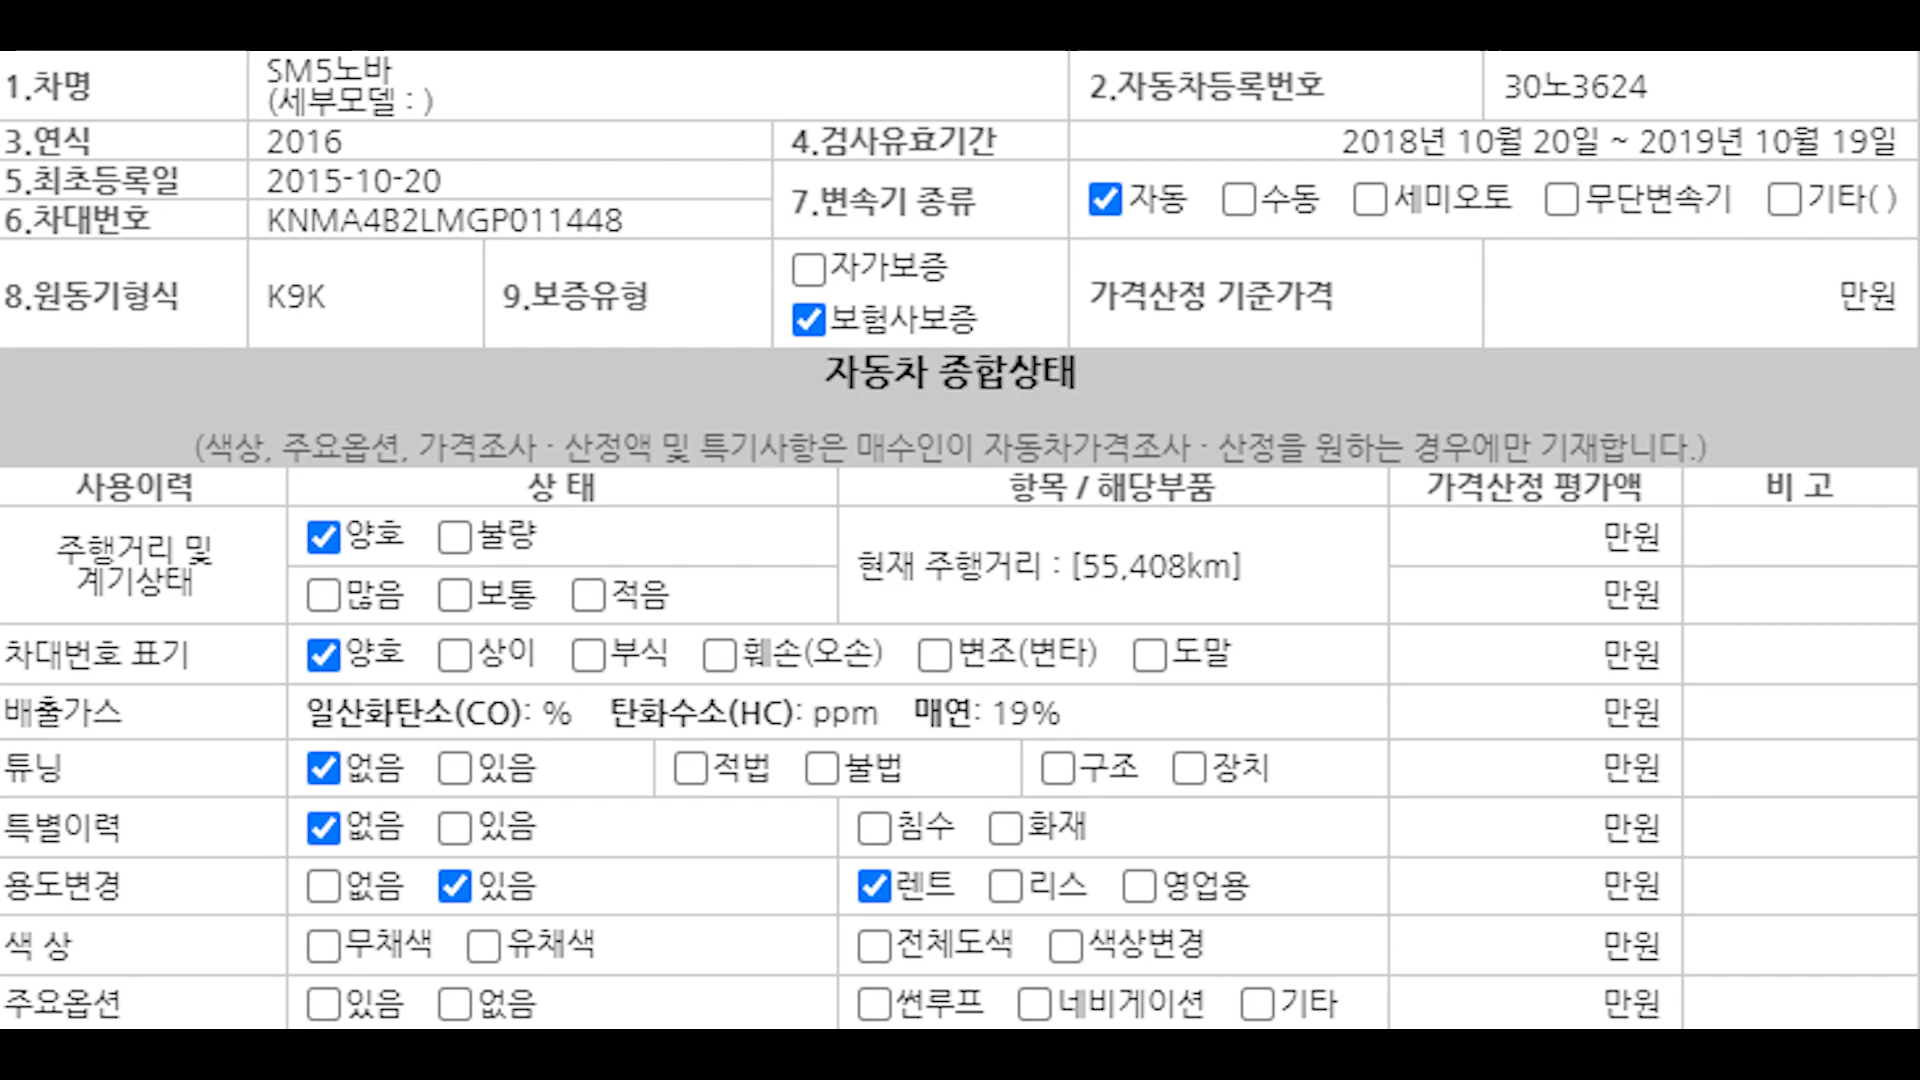 1.차명
SM5노바
(세부모델 : )
2.자동차등록번호
30노3624
3.연식
2016
4.검사유효기간
2018년 10월 20일 ~ 2019년 10월 19일
5.최초등록일
2015-10-20
7.변속기 종류
자동 수동 세미오토 무단변속기 기타( )
6.차대번호
KNMA4B2LMGP011448
8.원동기형식
K9K
9.보증유형
자가보증
보험사보증
가격산정 기준가격
만원
자동차 종합상태
(색상, 주요옵션, 가격조사 · 산정액 및 특기사항은 매수인이 자동차가격조사 · 산정을 원하는 경우에만 기재합니다.)
사용이력 상 태 항목 / 해당부품 가격산정 평가액 비 고
주행거리 및
계기상태
양호 불량
많음 보통 적음
현재 주행거리 : [55,408km]
만원
만원
차대번호 표기 양호 상이 부식 훼손(오손) 변조(변타) 도말 만원
배출가스 일산화탄소(CO): % 탄화수소(HC): ppm 매연: 19% 만원
튜닝 없음 있음 적법 불법 구조 장치 만원
특별이력 없음 있음 침수 화재 만원
용도변경 없음 있음 렌트 리스 영업용 만원
색 상 무채색 유채색 전체도색 색상변경 만원
주요옵션 있음 없음 썬루프 네비게이션 기타 만원